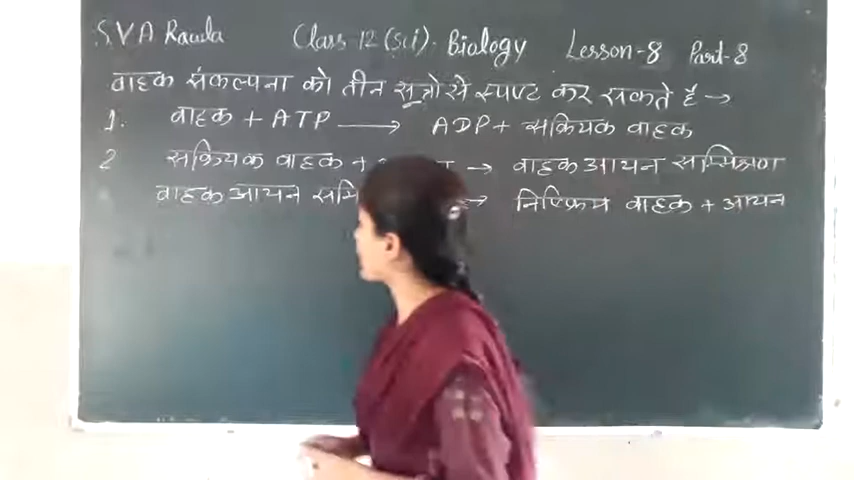 S.V.A Rawla Class-12 (Sci). Biology Lesson-8 Part-8
वाहक संकल्पना को तीन सूत्रो से स्पष्ट कर सकते है →
1. वाहक + ATP → ADP + सक्रियक वाहक
2 सक्रियक वाहक + → वाहक आयन सम्मिश्रण
वाहक आयन → निष्क्रिय वाहक + आयन